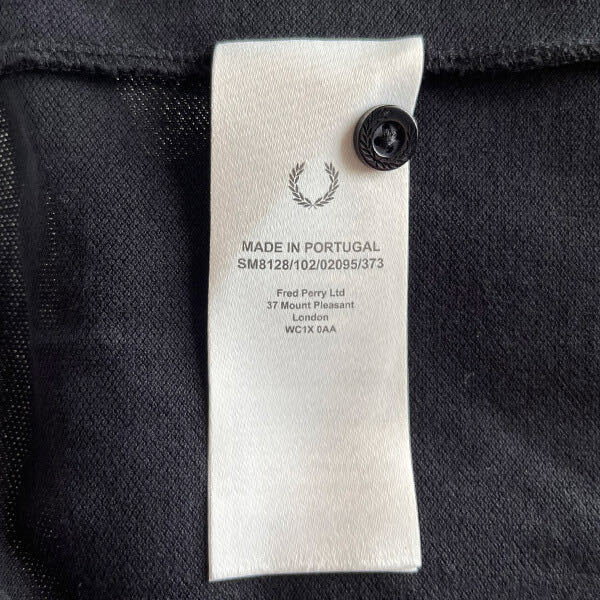 MADE IN PORTUGAL
SM8128/102/02095/373
Fred Perry Ltd
37 Mount Pleasant
London
WC1X 0AA